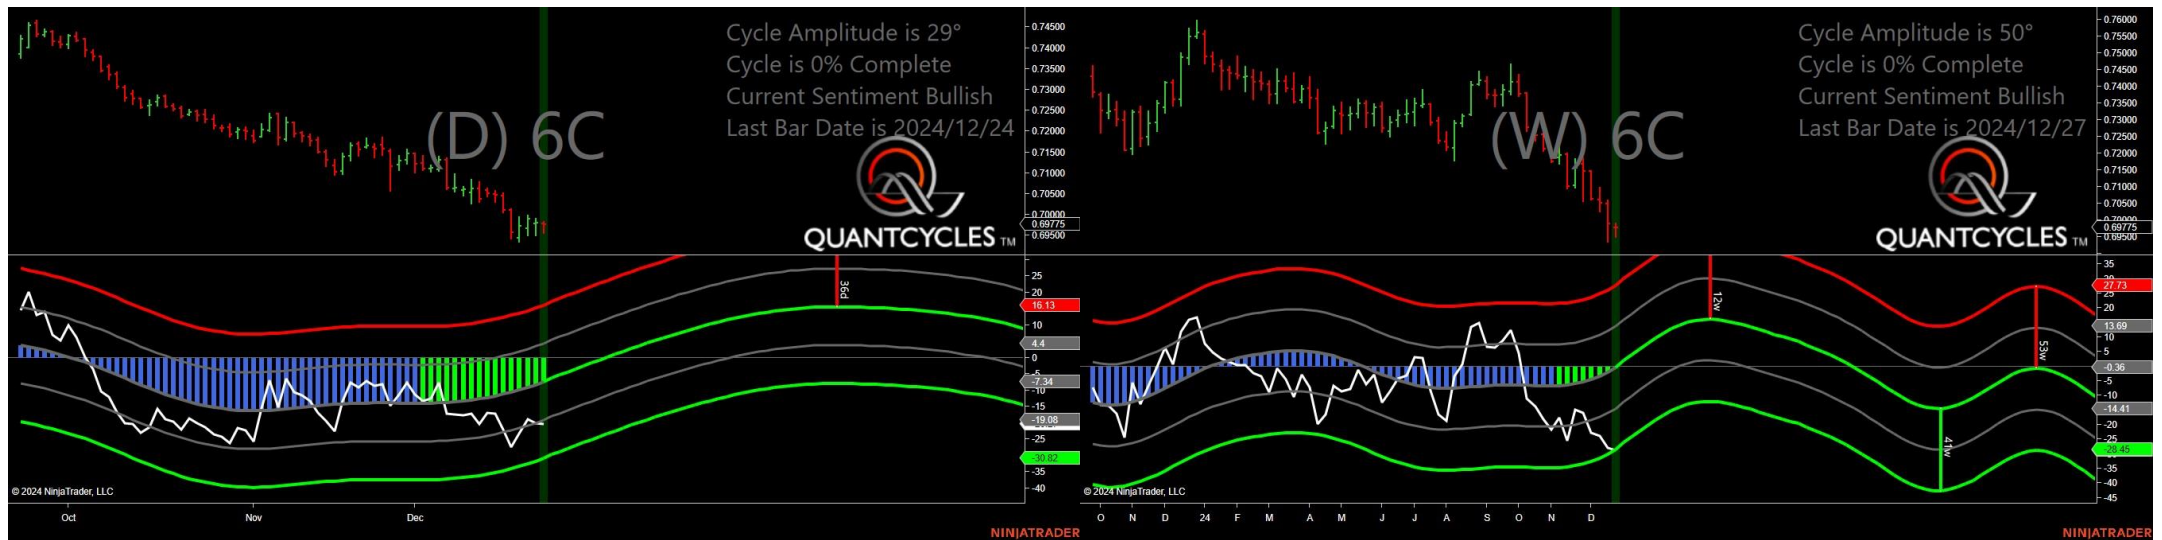 Cycle Amplitude is 29°
Cycle is 0% Complete
Current Sentiment Bullish
Last Bar Date is 2024/12/24
(D) 6C
QUANTCYCLES TM
0.74500
0.74000
0.73500
0.73000
0.72500
0.72000
0.71500
0.71000
0.70500
0.70000
0.69775
0.69500
36d
25
20
16.13
10
4.4
0
-5
-7.34
-10
-15
-19.08
-25
-30.82
-35
-40
© 2024 NinjaTrader, LLC
Oct Nov Dec
NINJATRADER
Cycle Amplitude is 50°
Cycle is 0% Complete
Current Sentiment Bullish
Last Bar Date is 2024/12/27
(W) 6C
QUANTCYCLES TM
0.76000
0.75500
0.75000
0.74500
0.74000
0.73500
0.73000
0.72500
0.72000
0.71500
0.71000
0.70500
0.70000
0.69775
0.69500
12w
53w
41w
35
30
27.73
25
20
13.69
10
5
-0.36
-5
-10
-14.41
-20
-25
-28.45
-35
-40
-45
© 2024 NinjaTrader, LLC
O N D 24 F M A M J J A S O N D
NINJATRADER